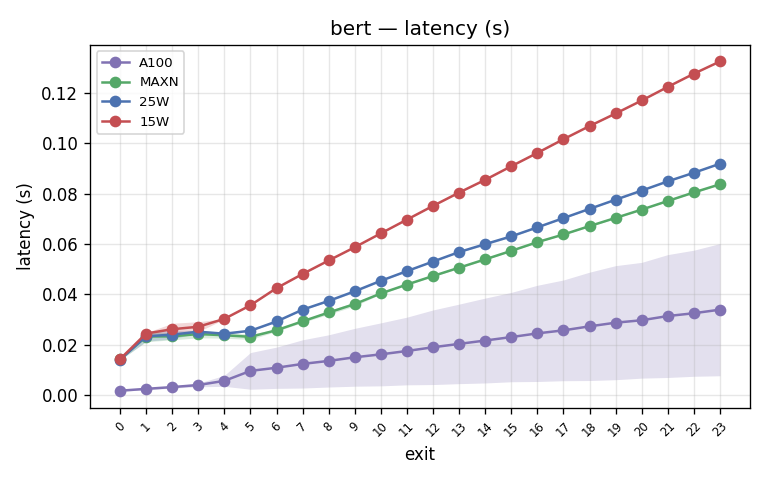 bert — latency (s)
A100
MAXN
25W
15W
latency (s)
0.12
0.10
0.08
0.06
0.04
0.02
0.00
0 1 2 3 4 5 6 7 8 9 10 11 12 13 14 15 16 17 18 19 20 21 22 23
exit